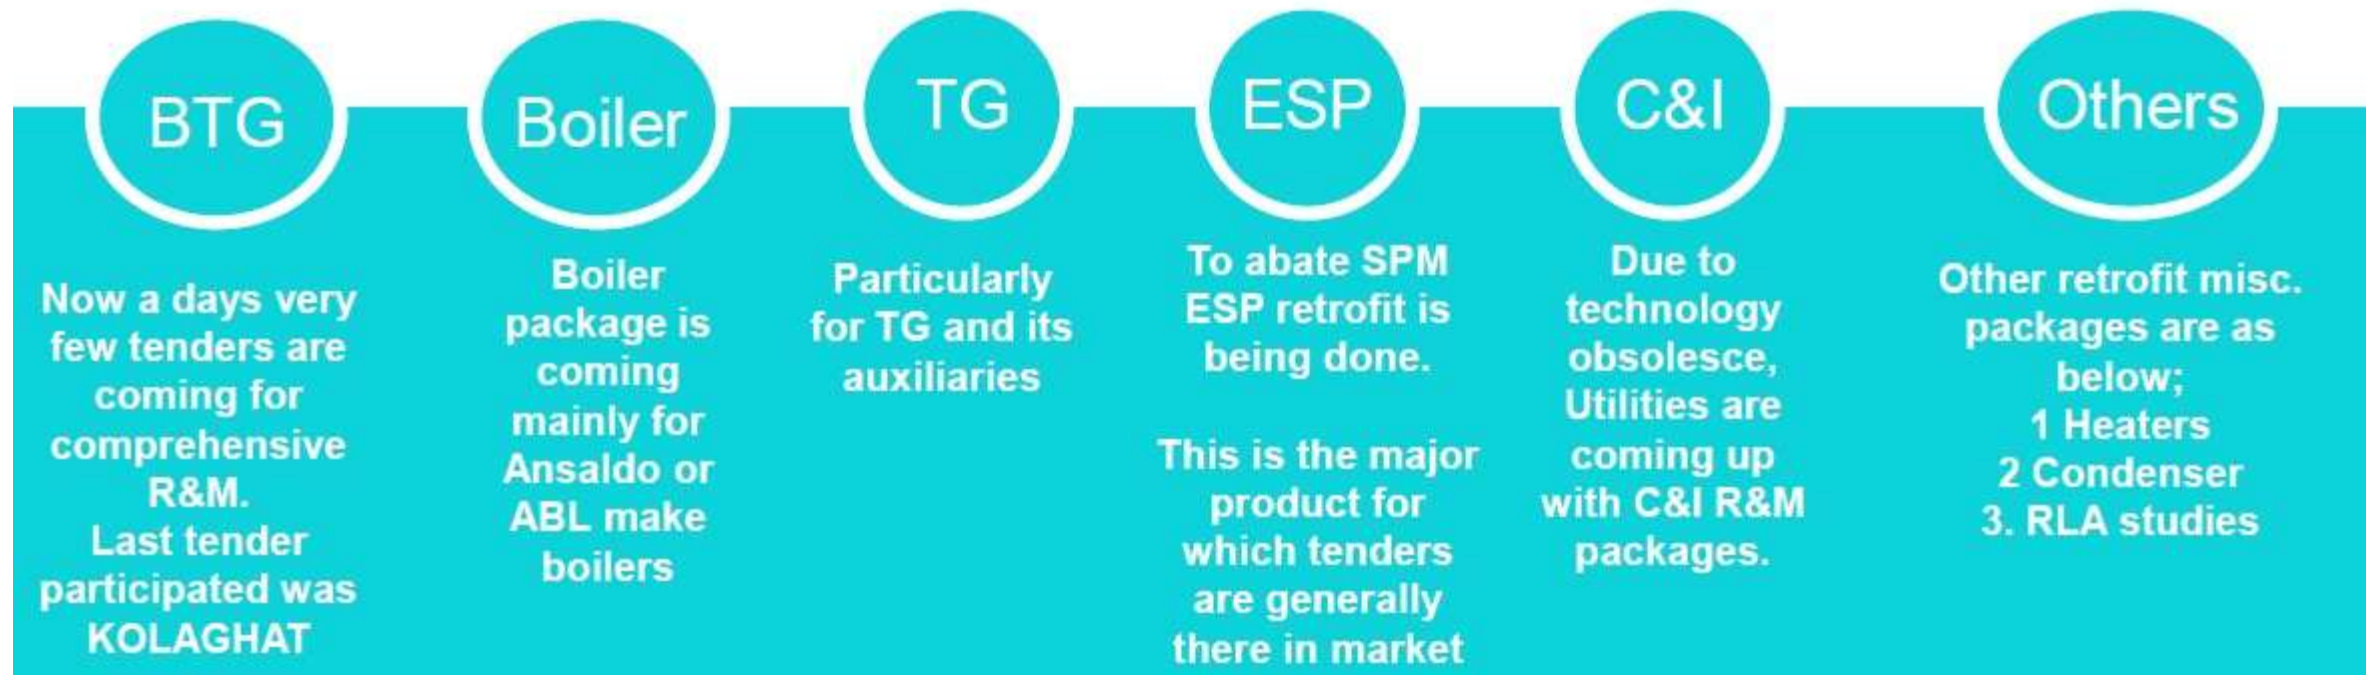 BTG
Now a days very
few tenders are
coming for
comprehensive
R&M.
Last tender
participated was
KOLAGHAT
Boiler
Boiler
package is
coming
mainly for
Ansaldo or
ABL make
boilers
TG
Particularly
for TG and its
auxiliaries
ESP
To abate SPM
ESP retrofit is
being done.
This is the major
product for
which tenders
are generally
there in market
C&I
Due to
technology
obsolesce,
Utilities are
coming up
with C&I R&M
packages.
Others
Other retrofit misc.
packages are as
below;
1 Heaters
2 Condenser
3. RLA studies